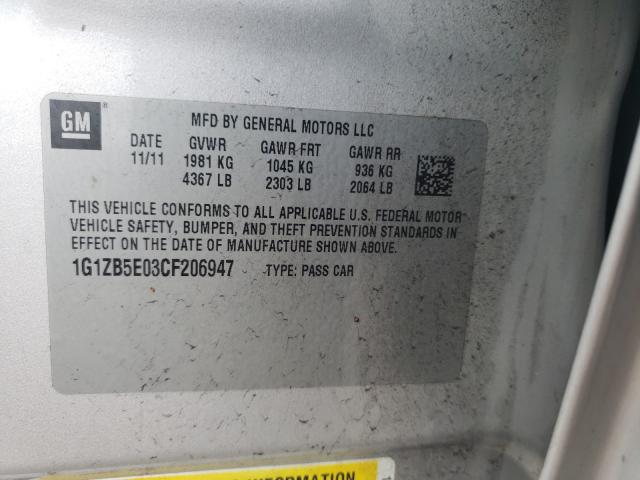 GM ®
MFD BY GENERAL MOTORS LLC
DATE GVWR GAWR FRT GAWR RR
11/11 1981 KG 1045 KG 936 KG
4367 LB 2303 LB 2064 LB
THIS VEHICLE CONFORMS TO ALL APPLICABLE U.S. FEDERAL MOTOR
VEHICLE SAFETY, BUMPER, AND THEFT PREVENTION STANDARDS IN
EFFECT ON THE DATE OF MANUFACTURE SHOWN ABOVE.
1G1ZB5E03CF206947 TYPE: PASS CAR
INFORMATION